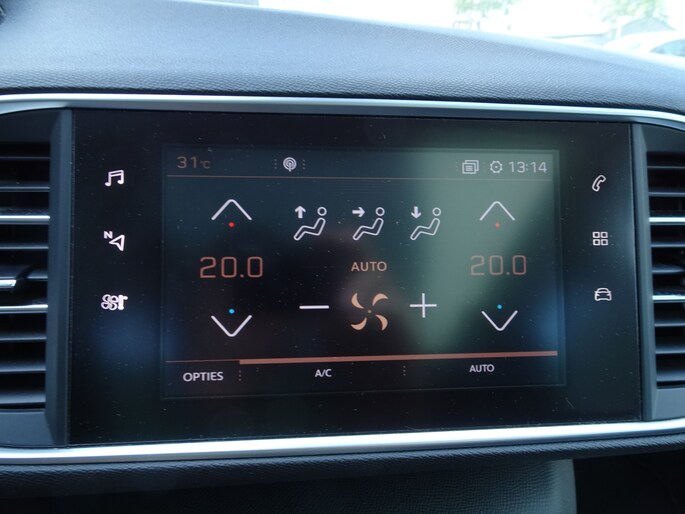 31°C 13:14
N
20.0 AUTO 20.0
OPTIES A/C AUTO